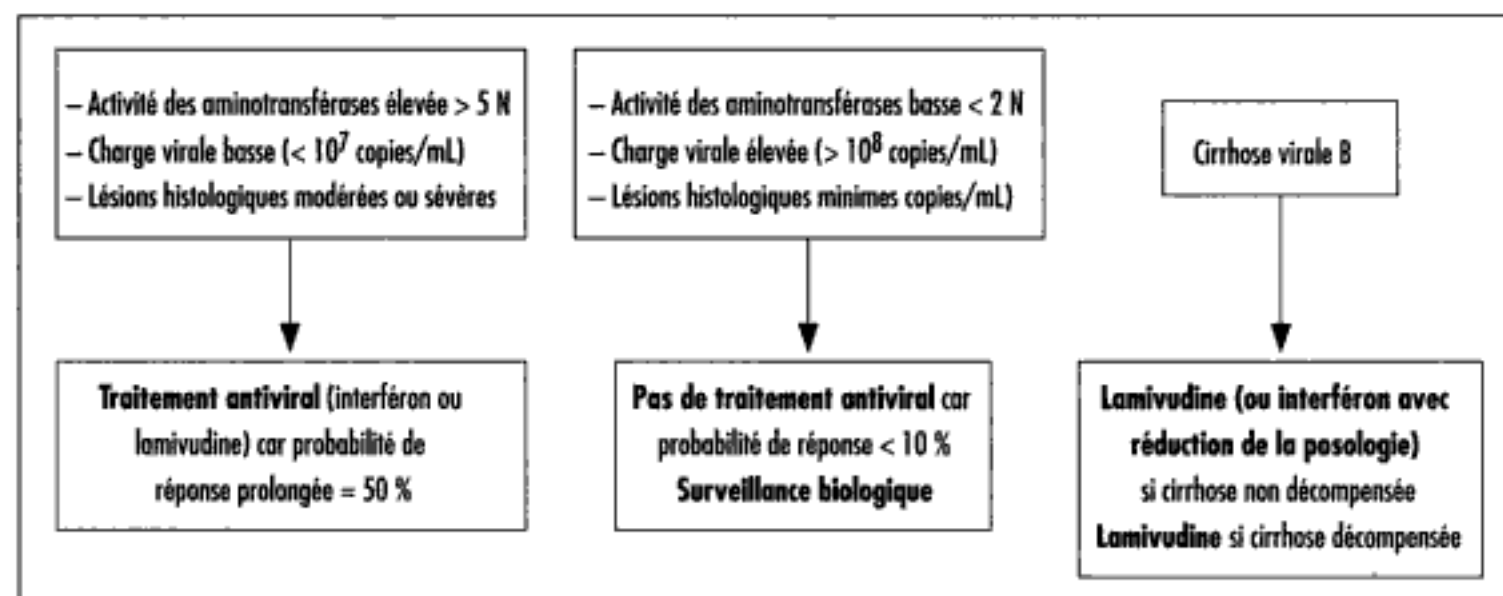 – Activité des aminotransférases élevée > 5 N
– Charge virale basse (< 10⁷ copies/mL)
– Lésions histologiques modérées ou sévères
– Activité des aminotransférases basse < 2 N
– Charge virale élevée (> 10⁸ copies/mL)
– Lésions histologiques minimes copies/mL)
Cirrhose virale B
Traitement antiviral (interféron ou
lamivudine) car probabilité de
réponse prolongée = 50 %
Pas de traitement antiviral car
probabilité de réponse < 10 %
Surveillance biologique
Lamivudine (ou interféron avec
réduction de la posologie)
si cirrhose non décompensée
Lamivudine si cirrhose décompensée